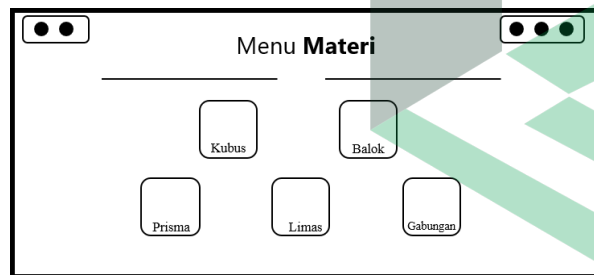 Menu Materi
Kubus
Balok
Prisma
Limas
Gabungan